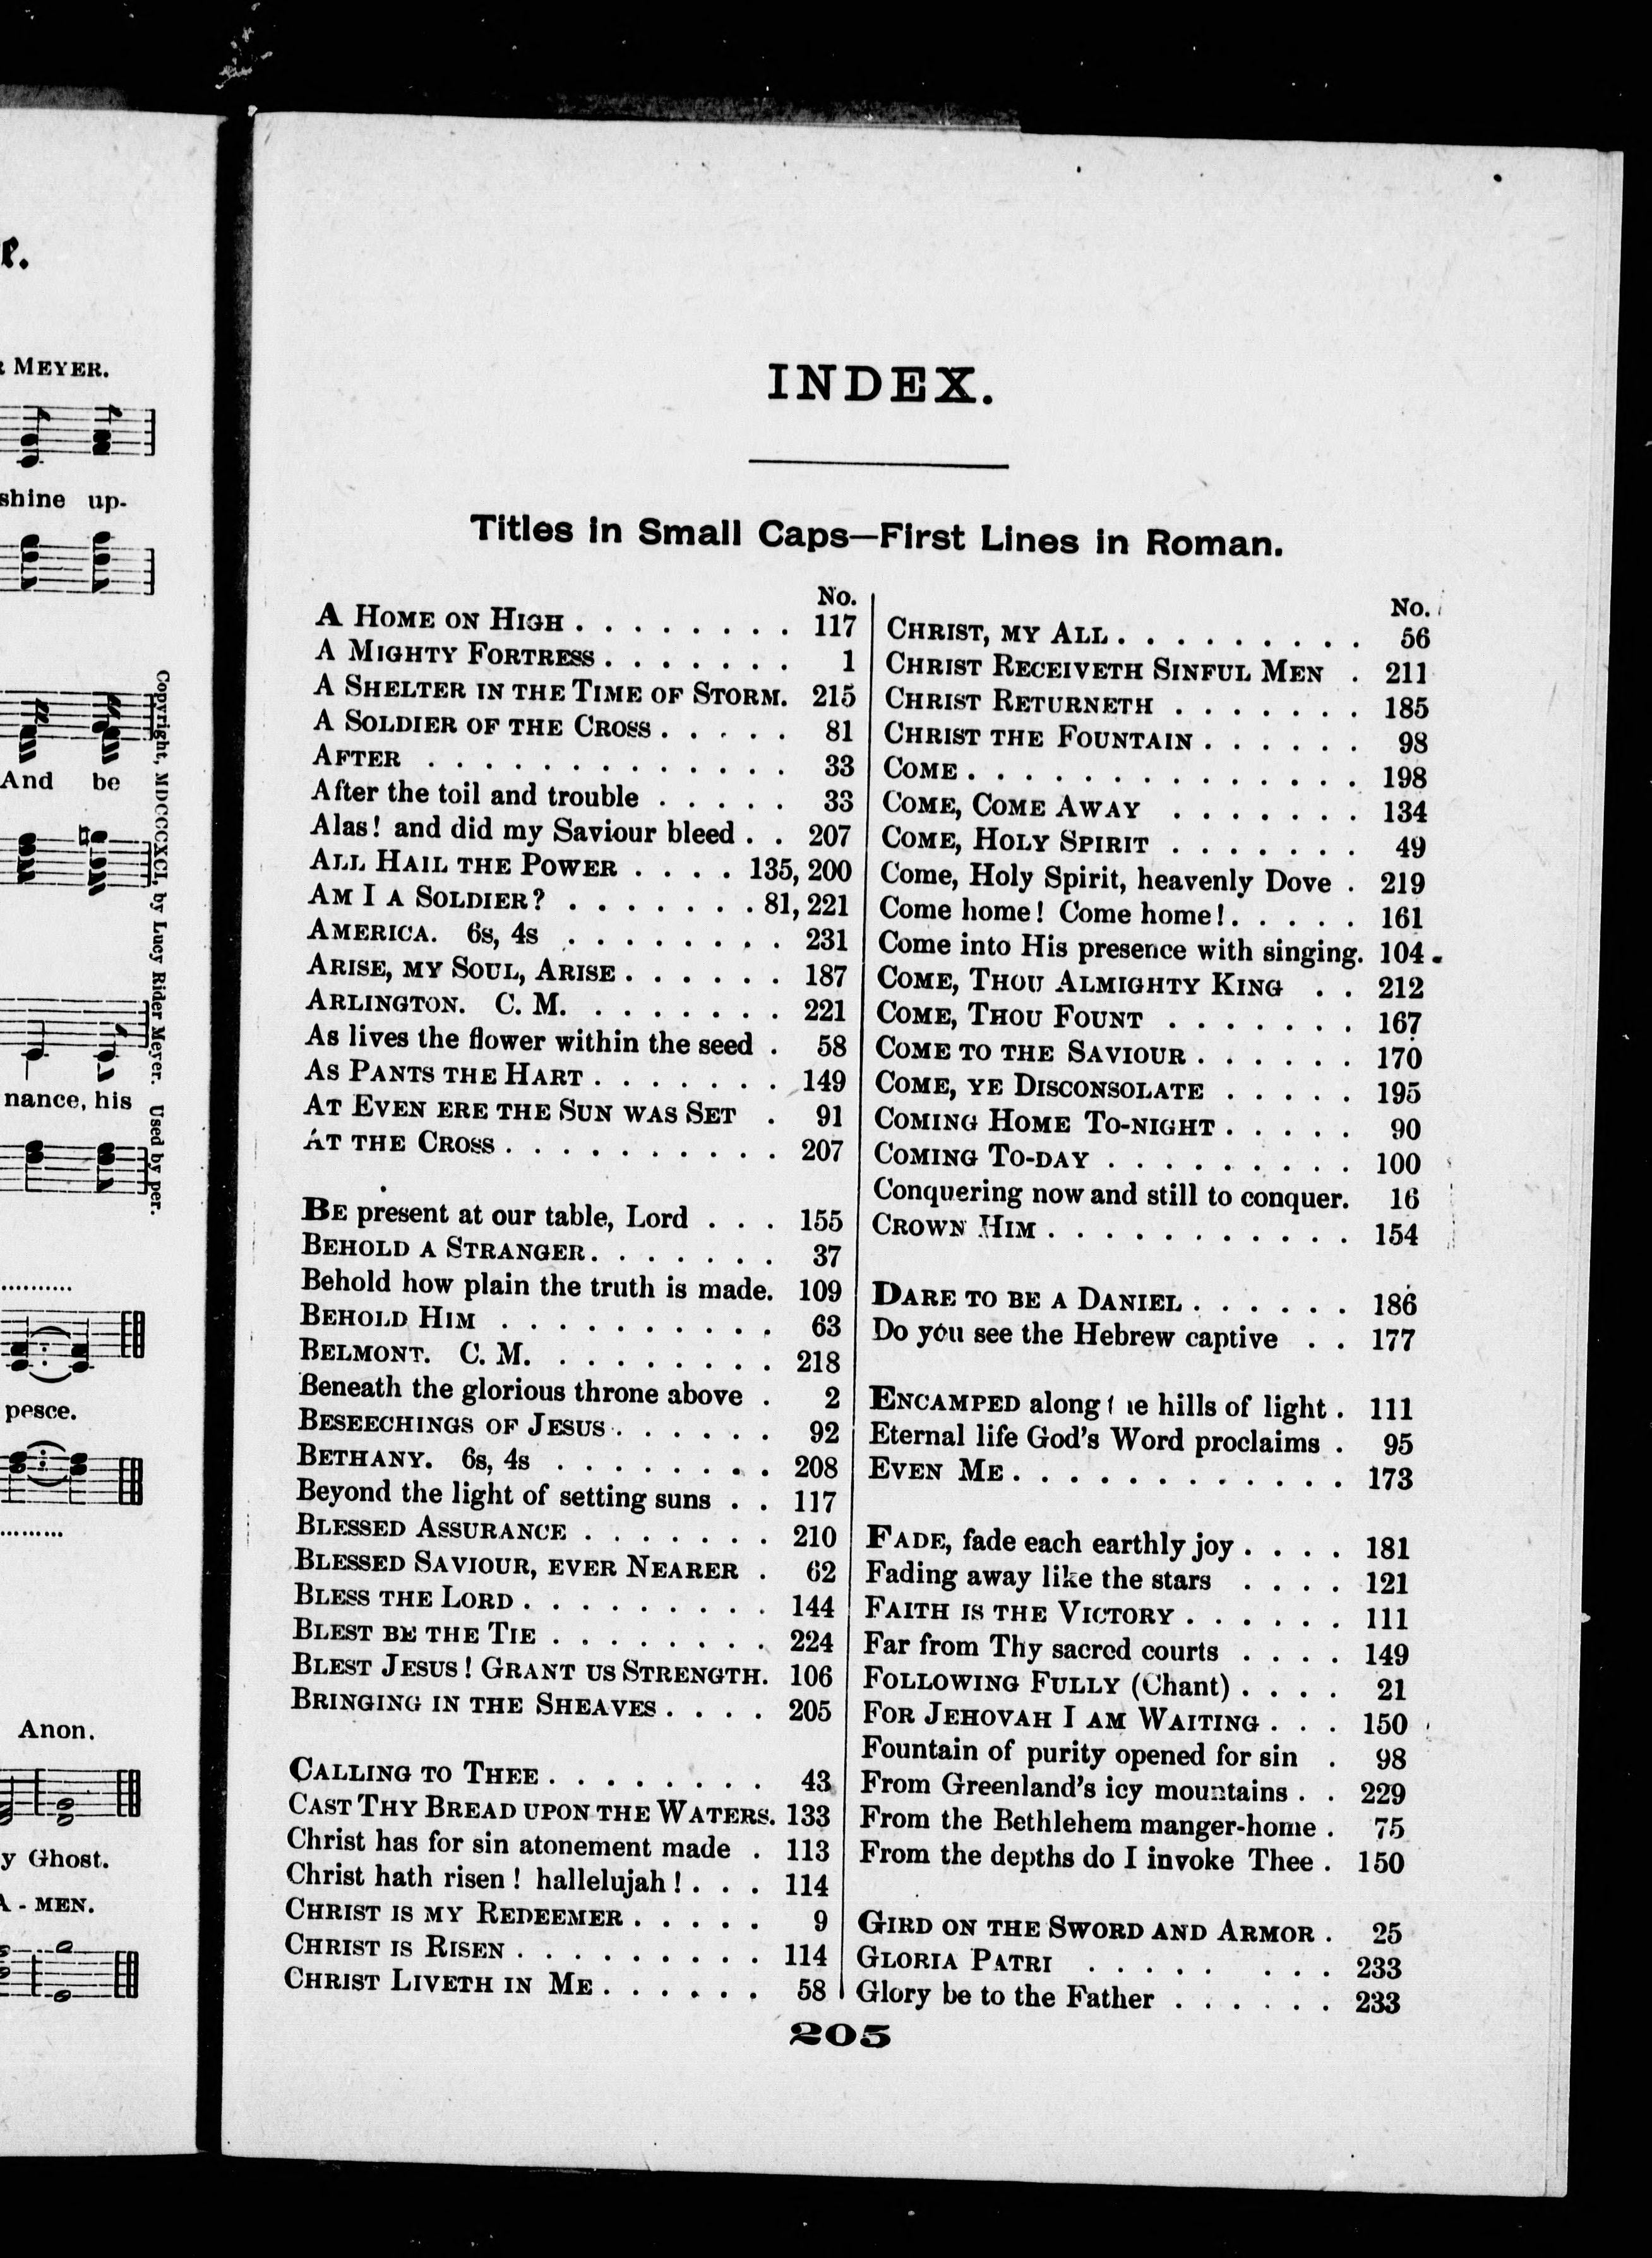 e.
MEYER.
shine up-
And be
Copyright, MDCCCXCI, by Lucy Rider Meyer. Used by per.
nance, his
pesce.
Anon.
y Ghost.
A - MEN.
INDEX.
Titles in Small Caps—First Lines in Roman.
No.
A HOME ON HIGH . . . . . . . . 117
A MIGHTY FORTRESS . . . . . . . 1
A SHELTER IN THE TIME OF STORM. 215
A SOLDIER OF THE CROSS . . . . . 81
AFTER . . . . . . . . . . . . . 33
After the toil and trouble . . . . . 33
Alas! and did my Saviour bleed . . 207
ALL HAIL THE POWER . . . . 135, 200
AM I A SOLDIER? . . . . . . . 81, 221
AMERICA. 6s, 4s . . . . . . . . 231
ARISE, MY SOUL, ARISE . . . . . . 187
ARLINGTON. C. M. . . . . . . . 221
As lives the flower within the seed . 58
AS PANTS THE HART . . . . . . . 149
AT EVEN ERE THE SUN WAS SET . 91
AT THE CROSS . . . . . . . . . . 207
BE present at our table, Lord . . . 155
BEHOLD A STRANGER . . . . . . . 37
Behold how plain the truth is made. 109
BEHOLD HIM . . . . . . . . . . 63
BELMONT. C. M. . . . . . . . . 218
Beneath the glorious throne above . 2
BESEECHINGS OF JESUS . . . . . . 92
BETHANY. 6s, 4s . . . . . . . . 208
Beyond the light of setting suns . . 117
BLESSED ASSURANCE . . . . . . . 210
BLESSED SAVIOUR, EVER NEARER . 62
BLESS THE LORD . . . . . . . . . 144
BLEST BE THE TIE . . . . . . . . 224
BLEST JESUS! GRANT US STRENGTH. 106
BRINGING IN THE SHEAVES . . . . 205
CALLING TO THEE . . . . . . . . 43
CAST THY BREAD UPON THE WATERS. 133
Christ has for sin atonement made . 113
Christ hath risen! hallelujah! . . . 114
CHRIST IS MY REDEEMER . . . . . 9
CHRIST IS RISEN . . . . . . . . . 114
CHRIST LIVETH IN ME . . . . . . 58
No.
CHRIST, MY ALL . . . . . . . . . 56
CHRIST RECEIVETH SINFUL MEN . 211
CHRIST RETURNETH . . . . . . . 185
CHRIST THE FOUNTAIN . . . . . . 98
COME . . . . . . . . . . . . . . 198
COME, COME AWAY . . . . . . . 134
COME, HOLY SPIRIT . . . . . . . 49
Come, Holy Spirit, heavenly Dove . 219
Come home! Come home! . . . . . 161
Come into His presence with singing. 104
COME, THOU ALMIGHTY KING . . 212
COME, THOU FOUNT . . . . . . . 167
COME TO THE SAVIOUR . . . . . . 170
COME, YE DISCONSOLATE . . . . . 195
COMING HOME TO-NIGHT . . . . . 90
COMING TO-DAY . . . . . . . . . 100
Conquering now and still to conquer. 16
CROWN HIM . . . . . . . . . . . 154
DARE TO BE A DANIEL . . . . . . 186
Do you see the Hebrew captive . . 177
ENCAMPED along hills of light . 111
Eternal life God's Word proclaims . 95
EVEN ME . . . . . . . . . . . . 173
FADE, fade each earthly joy . . . . 181
Fading away like the stars . . . . 121
FAITH IS THE VICTORY . . . . . . 111
Far from Thy sacred courts . . . . 149
FOLLOWING FULLY (Chant) . . . . 21
FOR JEHOVAH I AM WAITING . . . 150
Fountain of purity opened for sin . 98
From Greenland's icy mountains . . 229
From the Bethlehem manger-home . 75
From the depths do I invoke Thee . 150
GIRD ON THE SWORD AND ARMOR . 25
GLORIA PATRI . . . . . . . . 233
Glory be to the Father . . . . . . 233
205